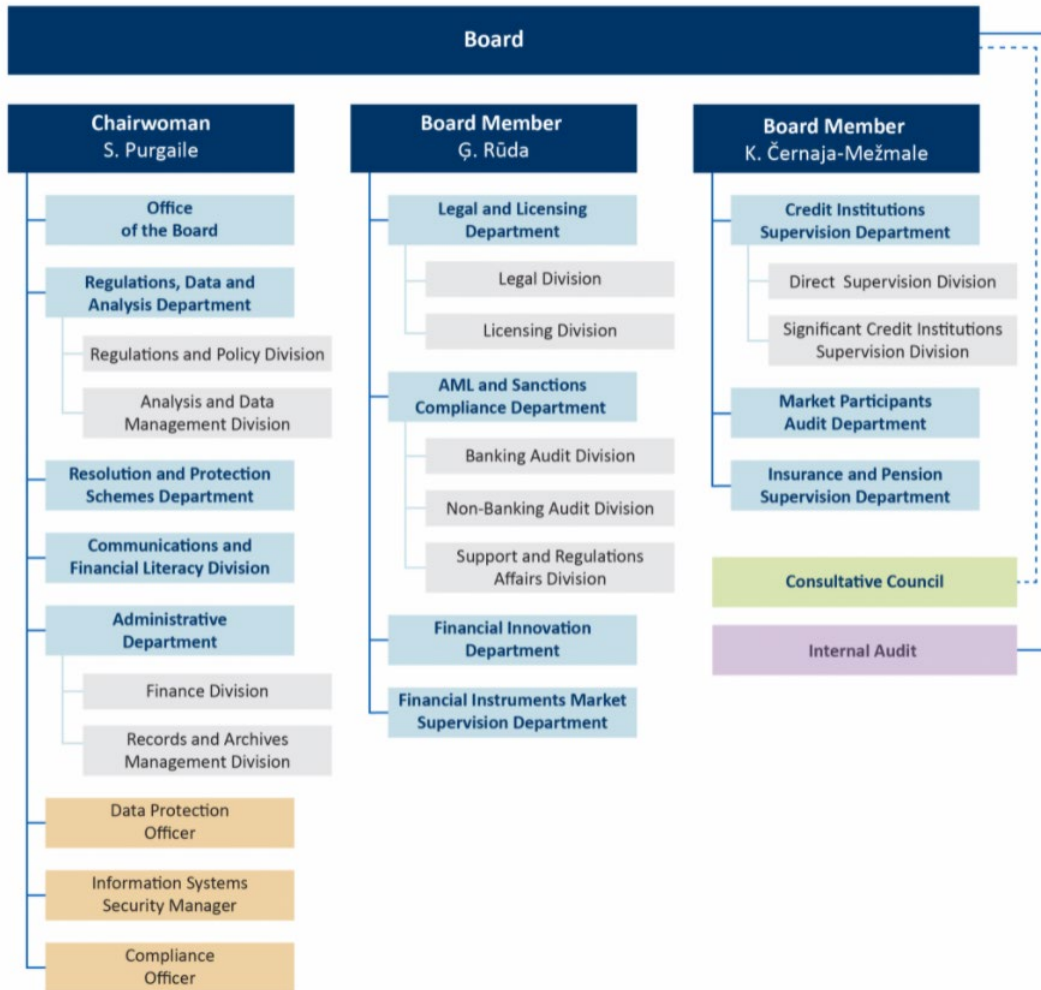 Board
Chairwoman
S. Purgaile
Office
of the Board
Regulations, Data and
Analysis Department
Regulations and Policy Division
Analysis and Data
Management Division
Resolution and Protection
Schemes Department
Communications and
Financial Literacy Division
Administrative
Department
Finance Division
Records and Archives
Management Division
Data Protection
Officer
Information Systems
Security Manager
Compliance
Officer
Board Member
Ģ. Rūda
Legal and Licensing
Department
Legal Division
Licensing Division
AML and Sanctions
Compliance Department
Banking Audit Division
Non-Banking Audit Division
Support and Regulations
Affairs Division
Financial Innovation
Department
Financial Instruments Market
Supervision Department
Board Member
K. Černaja-Mežmale
Credit Institutions
Supervision Department
Direct Supervision Division
Significant Credit Institutions
Supervision Division
Market Participants
Audit Department
Insurance and Pension
Supervision Department
Consultative Council
Internal Audit